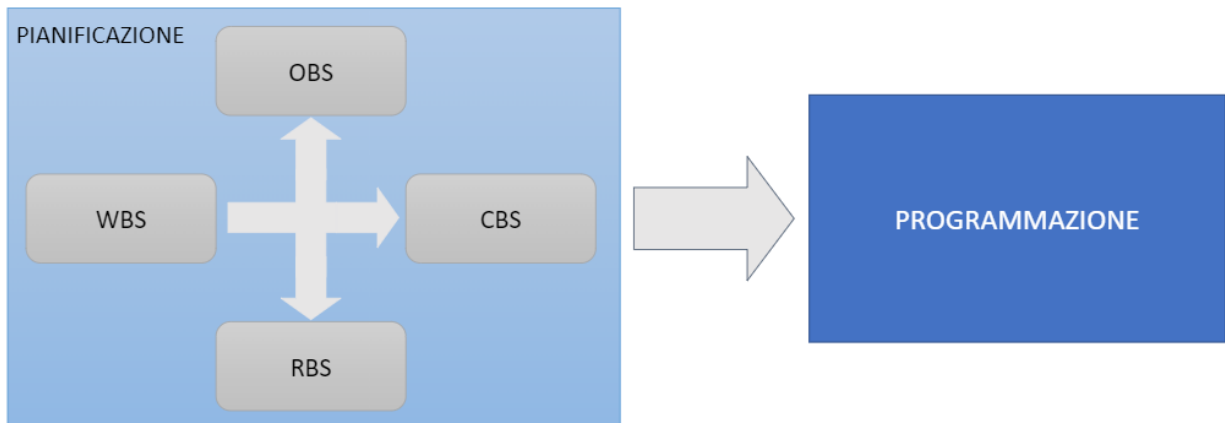 PIANIFICAZIONE
OBS
WBS
CBS
PROGRAMMAZIONE
RBS